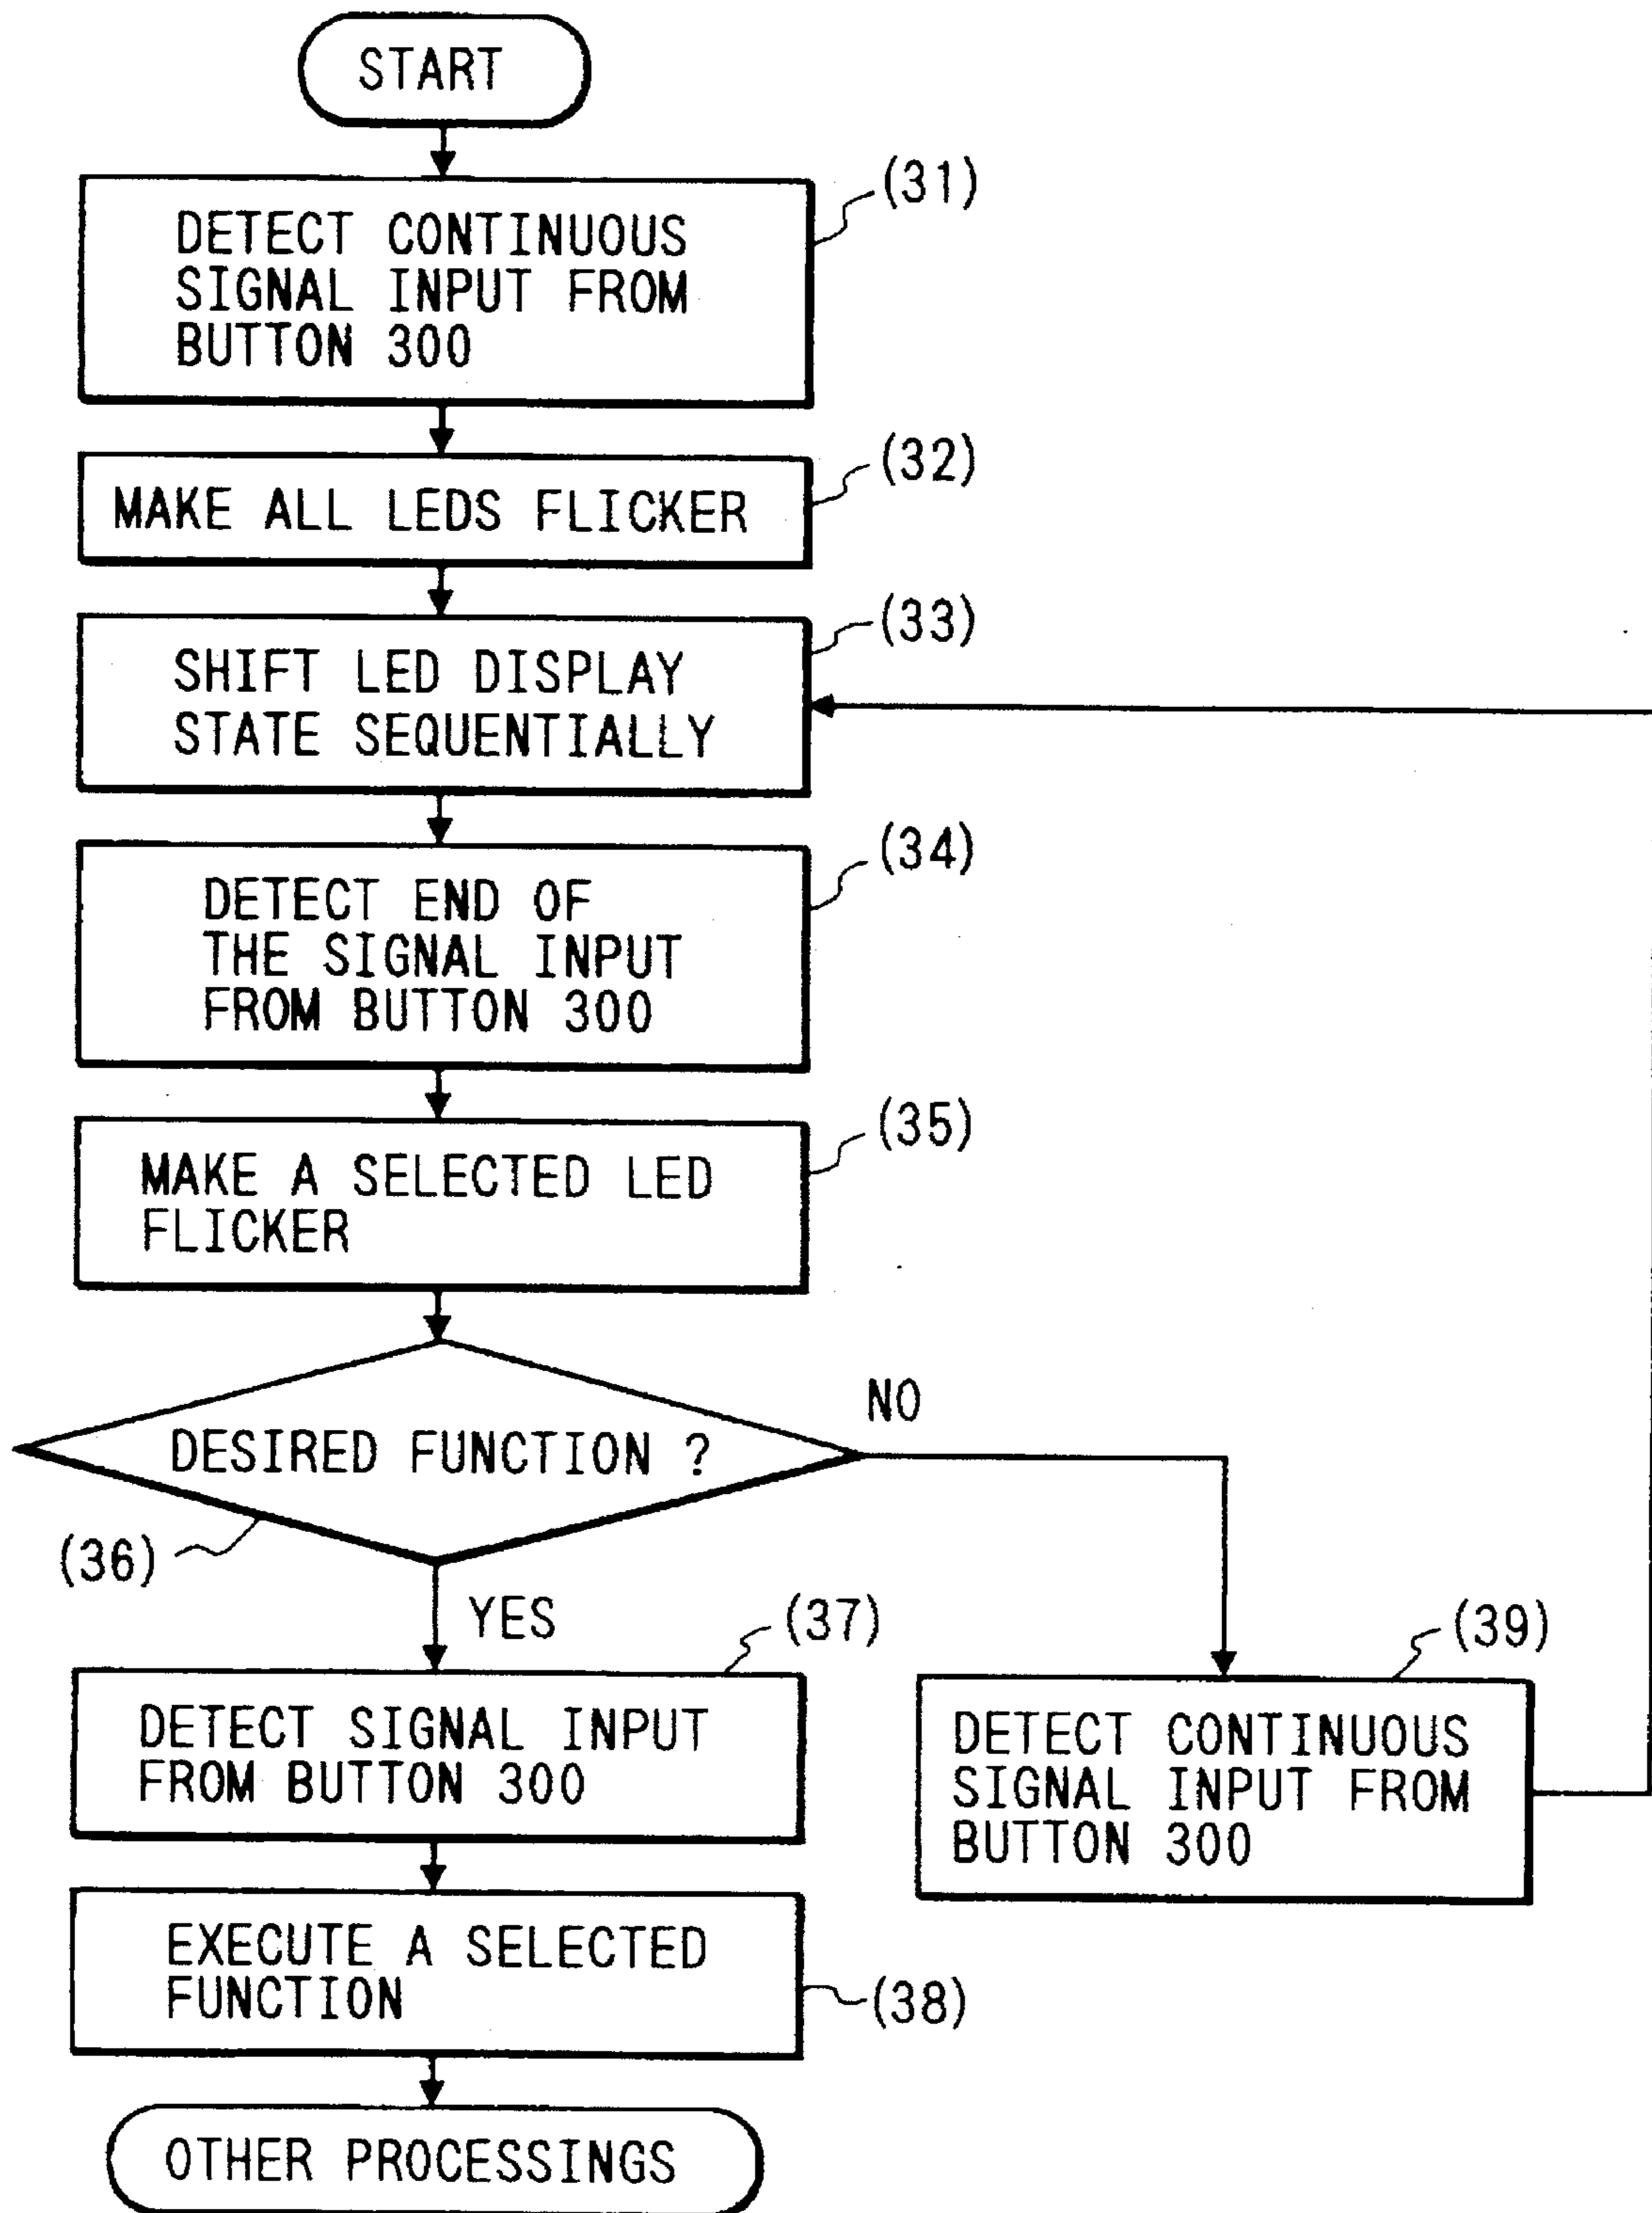 START
DETECT CONTINUOUS
SIGNAL INPUT FROM
BUTTON 300
(31)
MAKE ALL LEDS FLICKER
(32)
SHIFT LED DISPLAY
STATE SEQUENTIALLY
(33)
DETECT END OF
THE SIGNAL INPUT
FROM BUTTON 300
(34)
MAKE A SELECTED LED
FLICKER
(35)
DESIRED FUNCTION ?
NO
(36)
YES
DETECT SIGNAL INPUT
FROM BUTTON 300
(37)
DETECT CONTINUOUS
SIGNAL INPUT FROM
BUTTON 300
(39)
EXECUTE A SELECTED
FUNCTION
(38)
OTHER PROCESSINGS